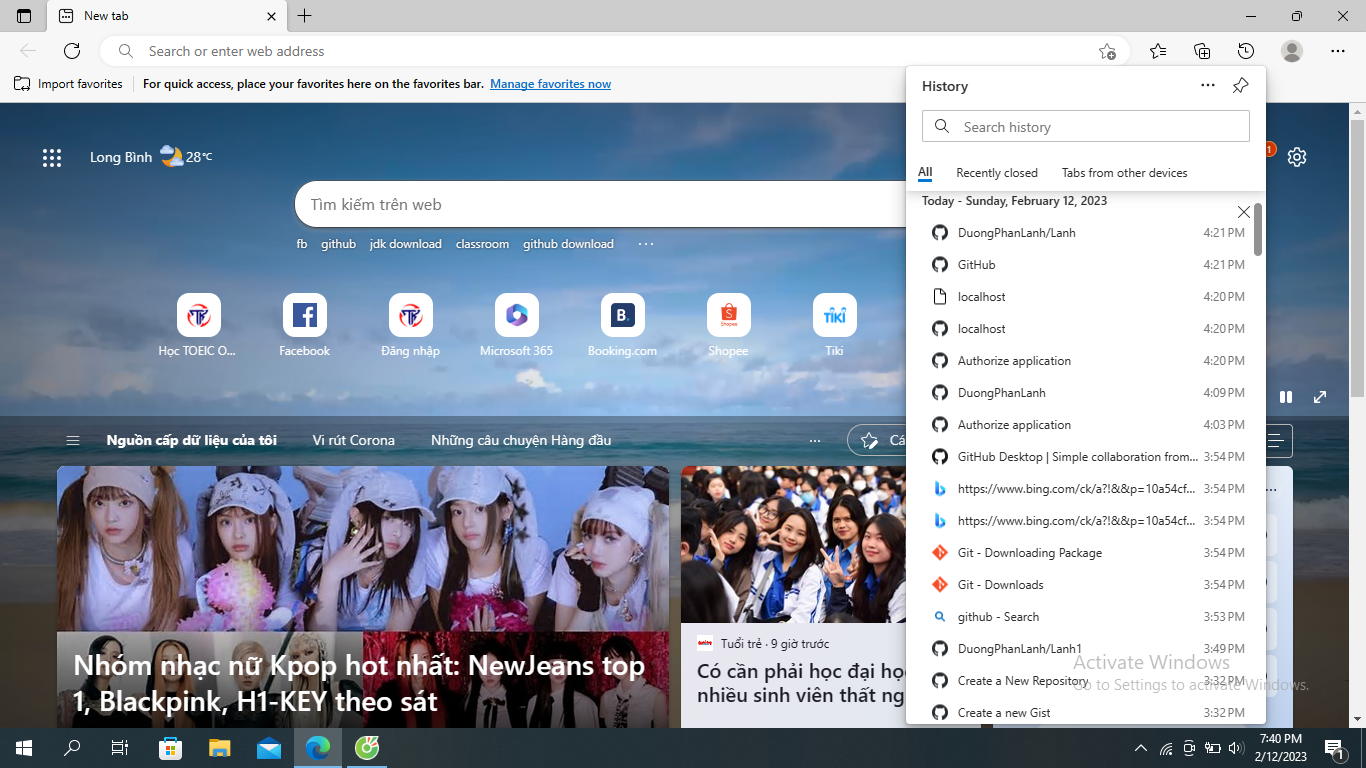 New tab
Search or enter web address
Import favorites
For quick access, place your favorites here on the favorites bar. Manage favorites now
Long Bình 28°C
1
Tìm kiếm trên web
fb github jdk download classroom github download ...
Học TOEIC O... Facebook Đăng nhập Microsoft 365 Booking.com Shopee Tiki
B.
Shopee
TIKI
Nguồn cấp dữ liệu của tôi Vi rút Corona Những câu chuyện Hàng đầu ...
Cá
Nhóm nhạc nữ Kpop hot nhất: NewJeans top
1, Blackpink, H1-KEY theo sát
Tuổi trẻ · 9 giờ trước
Có cần phải học đại họ
nhiều sinh viên thất ng
History
Search history
All Recently closed Tabs from other devices
Today - Sunday, February 12, 2023
DuongPhanLanh/Lanh 4:21 PM
GitHub 4:21 PM
localhost 4:20 PM
localhost 4:20 PM
Authorize application 4:20 PM
DuongPhanLanh 4:09 PM
Authorize application 4:03 PM
GitHub Desktop | Simple collaboration from... 3:54 PM
https://www.bing.com/ck/a?!&&p=10a54cf... 3:54 PM
https://www.bing.com/ck/a?!&&p=10a54cf... 3:54 PM
Git - Downloading Package 3:54 PM
Git - Downloads 3:54 PM
github - Search 3:53 PM
DuongPhanLanh/Lanh1 3:49 PM
Create a New Repository 3:32 PM
Create a new Gist 3:32 PM
Activate Windows
Go to Settings to activate Windows.
7:40 PM
2/12/2023
1